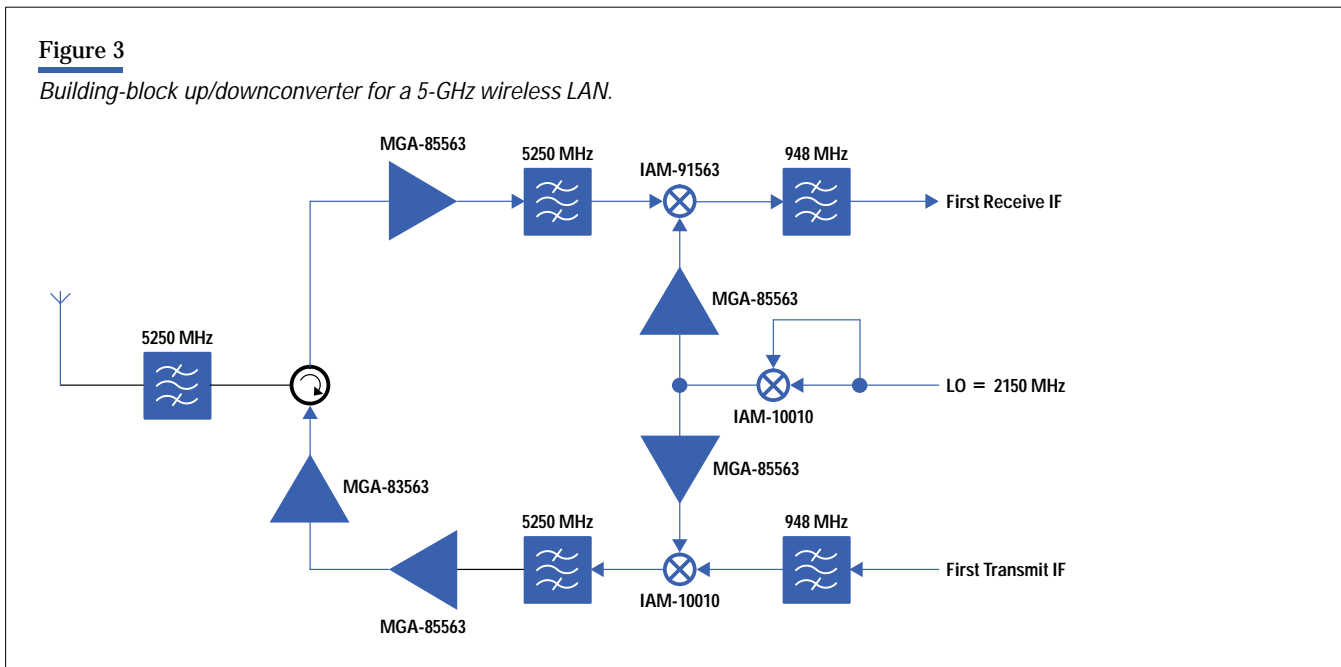 Figure 3
Building-block up/downconverter for a 5-GHz wireless LAN.
MGA-85563
5250 MHz
IAM-91563
948 MHz
First Receive IF
MGA-85563
5250 MHz
LO = 2150 MHz
IAM-10010
MGA-85563
MGA-83563
5250 MHz
948 MHz
First Transmit IF
IAM-10010
MGA-85563